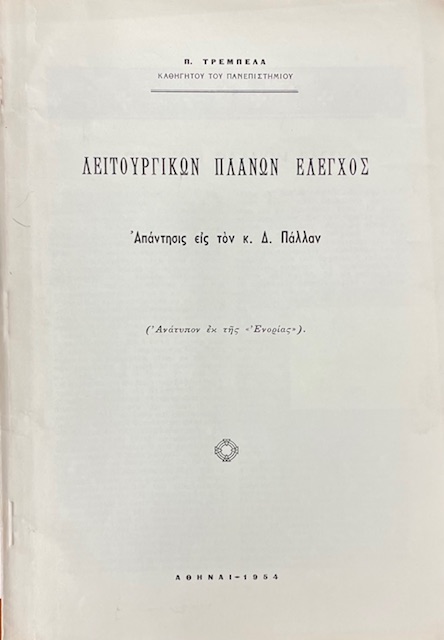 Π. ΤΡΕΜΠΕΛΑ
ΚΑΘΗΓΗΤΟΥ ΤΟΥ ΠΑΝΕΠΙΣΤΗΜΙΟΥ
ΛΕΙΤΟΥΡΓΙΚΩΝ ΠΛΑΝΩΝ ΕΛΕΓΧΟΣ
Ἀπάντησις εἰς τὸν κ. Δ. Πάλλαν
(Ἀνάτυπον ἐκ τῆς «Ἐνορίας»).
ΑΘΗΝΑΙ-1954